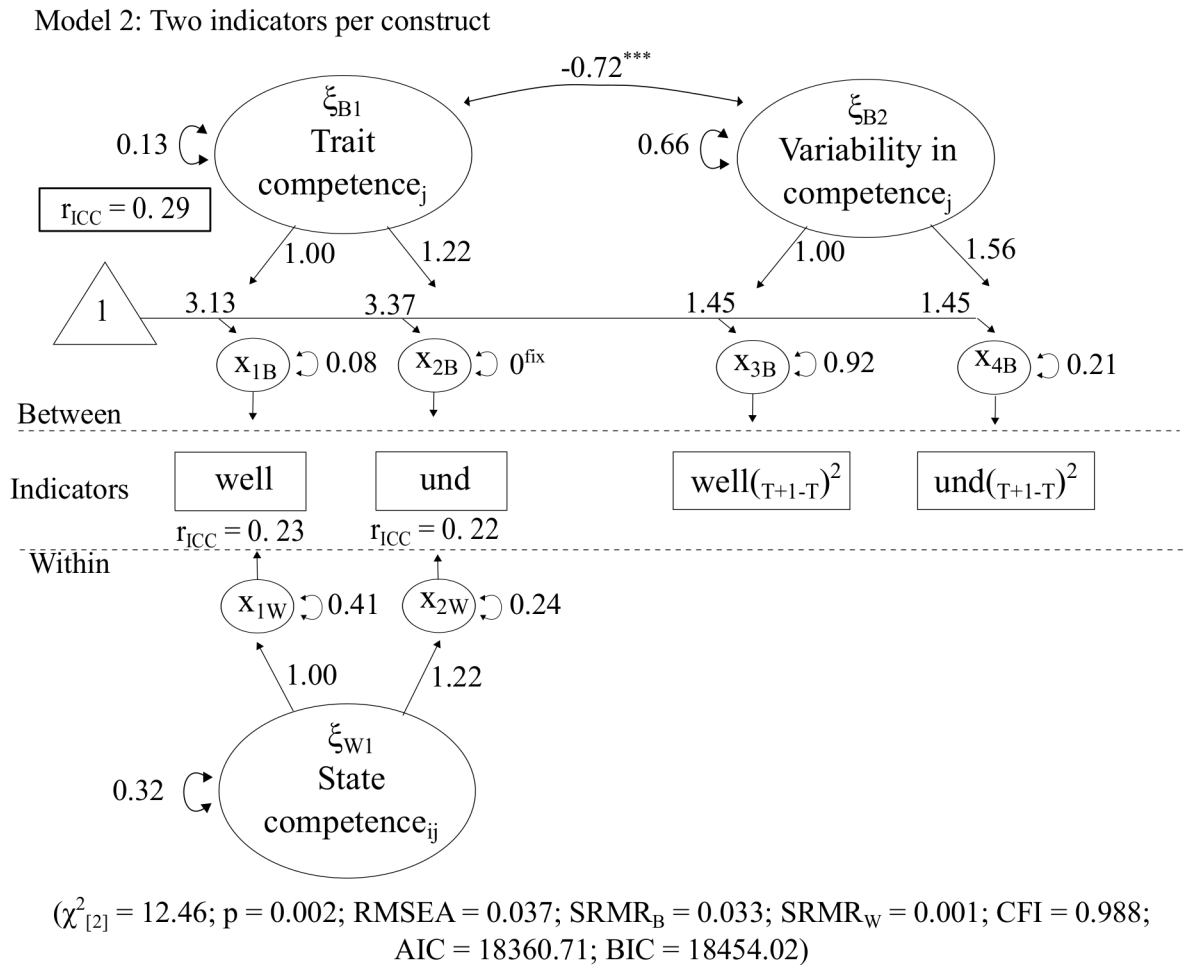 Model 2: Two indicators per construct
-0.72***
ξB1
Trait
competencej
0.13
ξB2
Variability in
competencej
0.66
rICC = 0. 29
1.00
1.22
1.00
1.56
1
3.13
3.37
1.45
1.45
x1B
0.08
x2B
0fix
x3B
0.92
x4B
0.21
Between
Indicators
well
und
well(T+1-T)2
und(T+1-T)2
rICC = 0. 23
rICC = 0. 22
Within
x1W
0.41
x2W
0.24
1.00
1.22
ξW1
State
competenceij
0.32
(χ2[2] = 12.46; p = 0.002; RMSEA = 0.037; SRMRB = 0.033; SRMRW = 0.001; CFI = 0.988;
AIC = 18360.71; BIC = 18454.02)